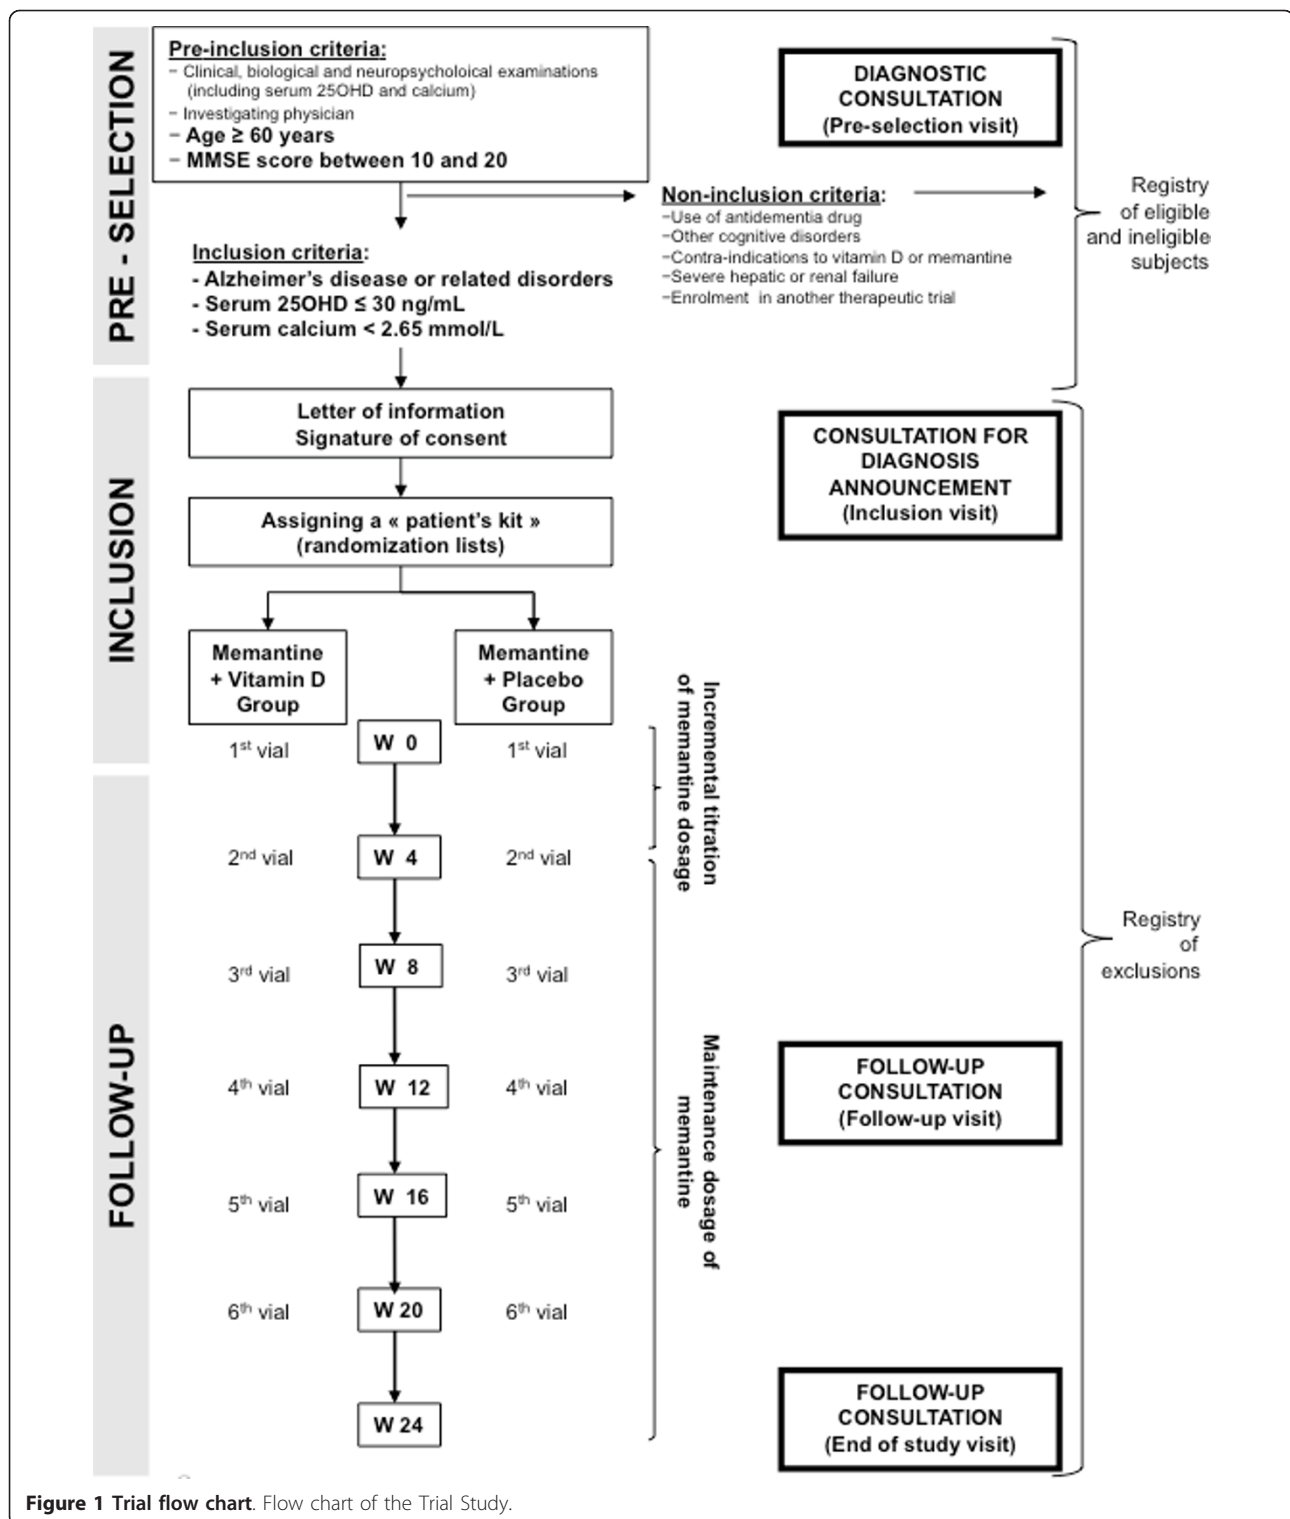 PRE - SELECTION
Pre-inclusion criteria:
− Clinical, biological and neuropsycholoical examinations
(including serum 25OHD and calcium)
− Investigating physician
− Age ≥ 60 years
− MMSE score between 10 and 20
DIAGNOSTIC
CONSULTATION
(Pre-selection visit)
Non-inclusion criteria:
−Use of antidementia drug
−Other cognitive disorders
−Contra-indications to vitamin D or memantine
−Severe hepatic or renal failure
−Enrolment in another therapeutic trial
Registry
of eligible
and ineligible
subjects
Inclusion criteria:
- Alzheimer's disease or related disorders
- Serum 25OHD ≤ 30 ng/mL
- Serum calcium < 2.65 mmol/L
INCLUSION
Letter of information
Signature of consent
CONSULTATION FOR
DIAGNOSIS
ANNOUNCEMENT
(Inclusion visit)
Assigning a « patient's kit »
(randomization lists)
Memantine
+ Vitamin D
Group
Memantine
+ Placebo
Group
Incremental titration
of memantine dosage
1st vial
W 0
1st vial
FOLLOW-UP
2nd vial
W 4
2nd vial
3rd vial
W 8
3rd vial
Registry
of
exclusions
Maintenance dosage of
memantine
4th vial
W 12
4th vial
FOLLOW-UP
CONSULTATION
(Follow-up visit)
5th vial
W 16
5th vial
6th vial
W 20
6th vial
W 24
FOLLOW-UP
CONSULTATION
(End of study visit)
Figure 1 Trial flow chart. Flow chart of the Trial Study.